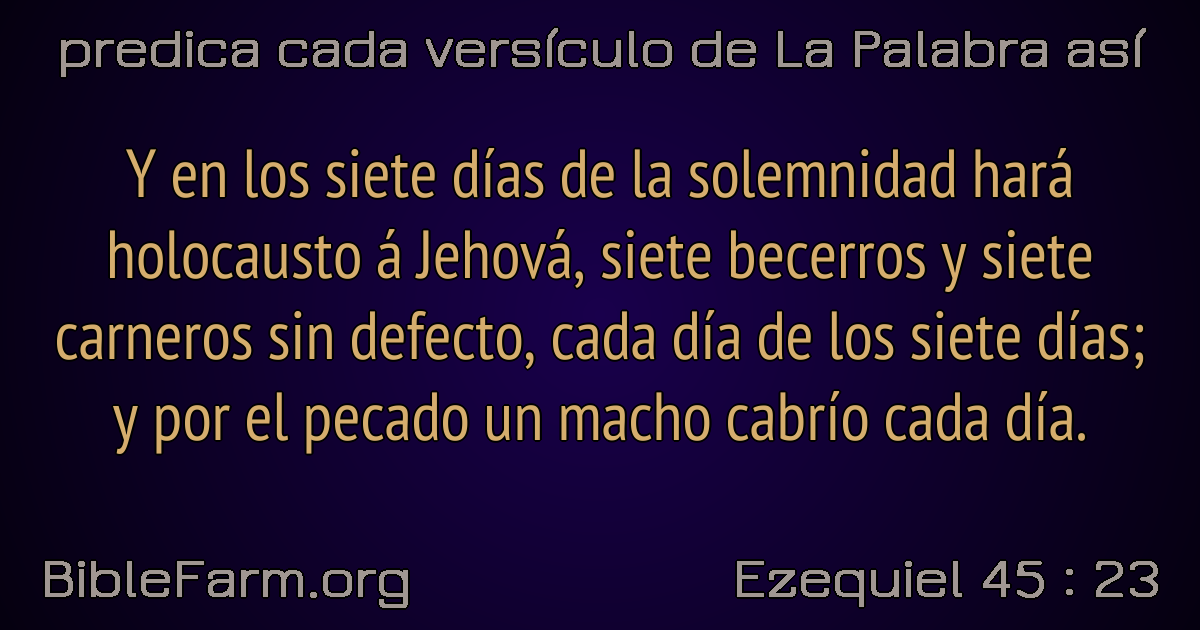 predica cada versículo de La Palabra así
Y en los siete días de la solemnidad hará
holocausto á Jehová, siete becerros y siete
carneros sin defecto, cada día de los siete días;
y por el pecado un macho cabrío cada día.
BibleFarm.org
Ezequiel 45 : 23